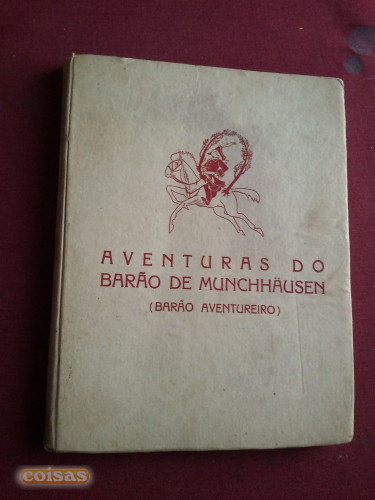 AVENTURAS DO
BARÃO DE MUNCHHÄUSEN
(BARÃO AVENTUREIRO)
coisas